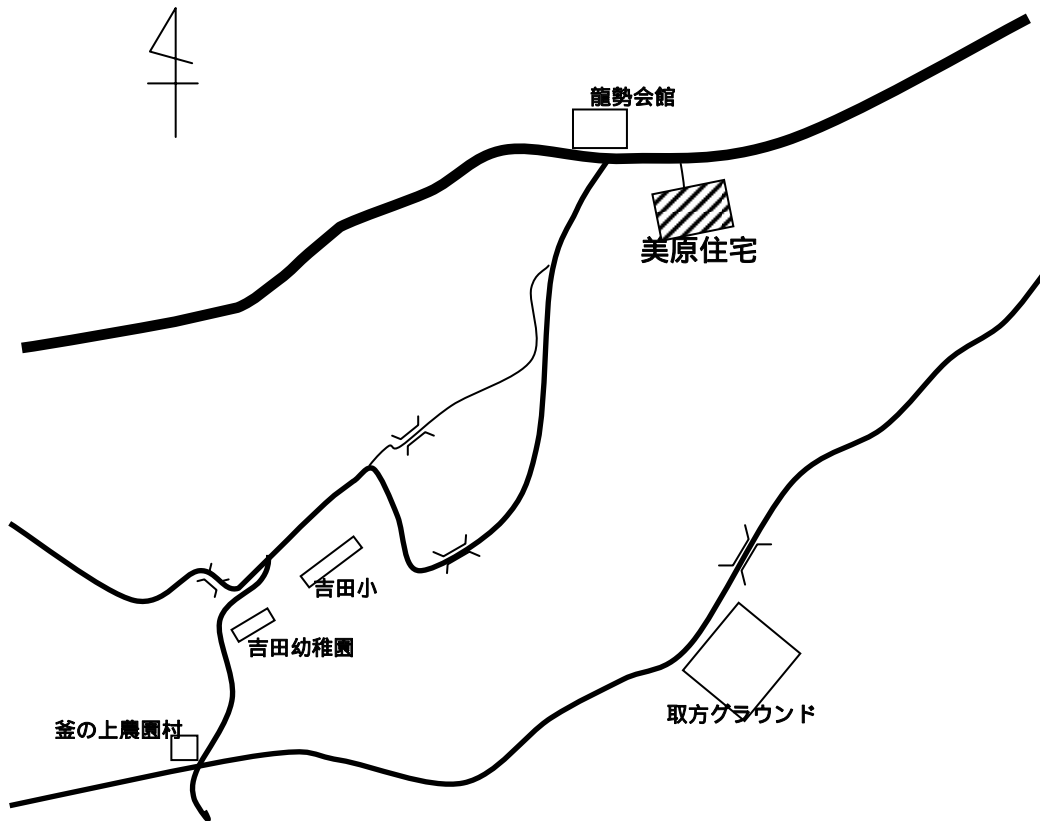 龍勢会館
美原住宅
吉田小
吉田幼稚園
釜の上農園村
取方グラウンド